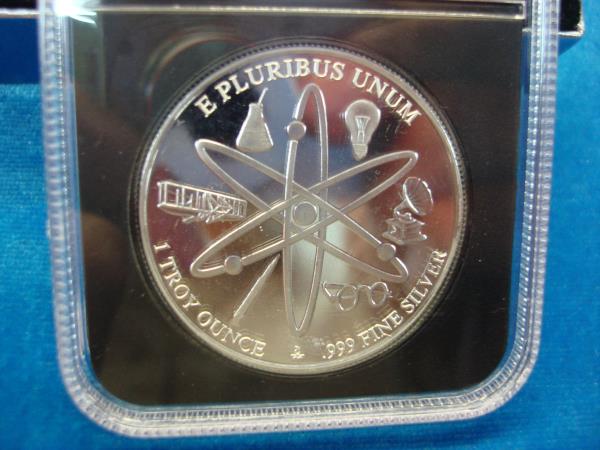 E PLURIBUS UNUM
1 TROY OUNCE
.999 FINE SILVER